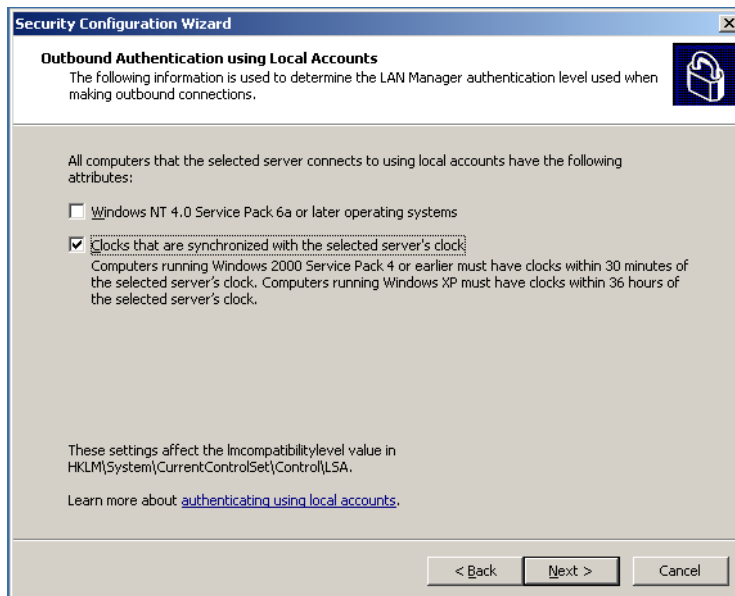 Security Configuration Wizard
Outbound Authentication using Local Accounts
The following information is used to determine the LAN Manager authentication level used when
making outbound connections.
All computers that the selected server connects to using local accounts have the following
attributes:
Windows NT 4.0 Service Pack 6a or later operating systems
Clocks that are synchronized with the selected server's clock
Computers running Windows 2000 Service Pack 4 or earlier must have clocks within 30 minutes of
the selected server's clock. Computers running Windows XP must have clocks within 36 hours of
the selected server's clock.
These settings affect the lmcompatibilitylevel value in
HKLM\System\CurrentControlSet\Control\LSA.
Learn more about authenticating using local accounts.
< Back Next > Cancel